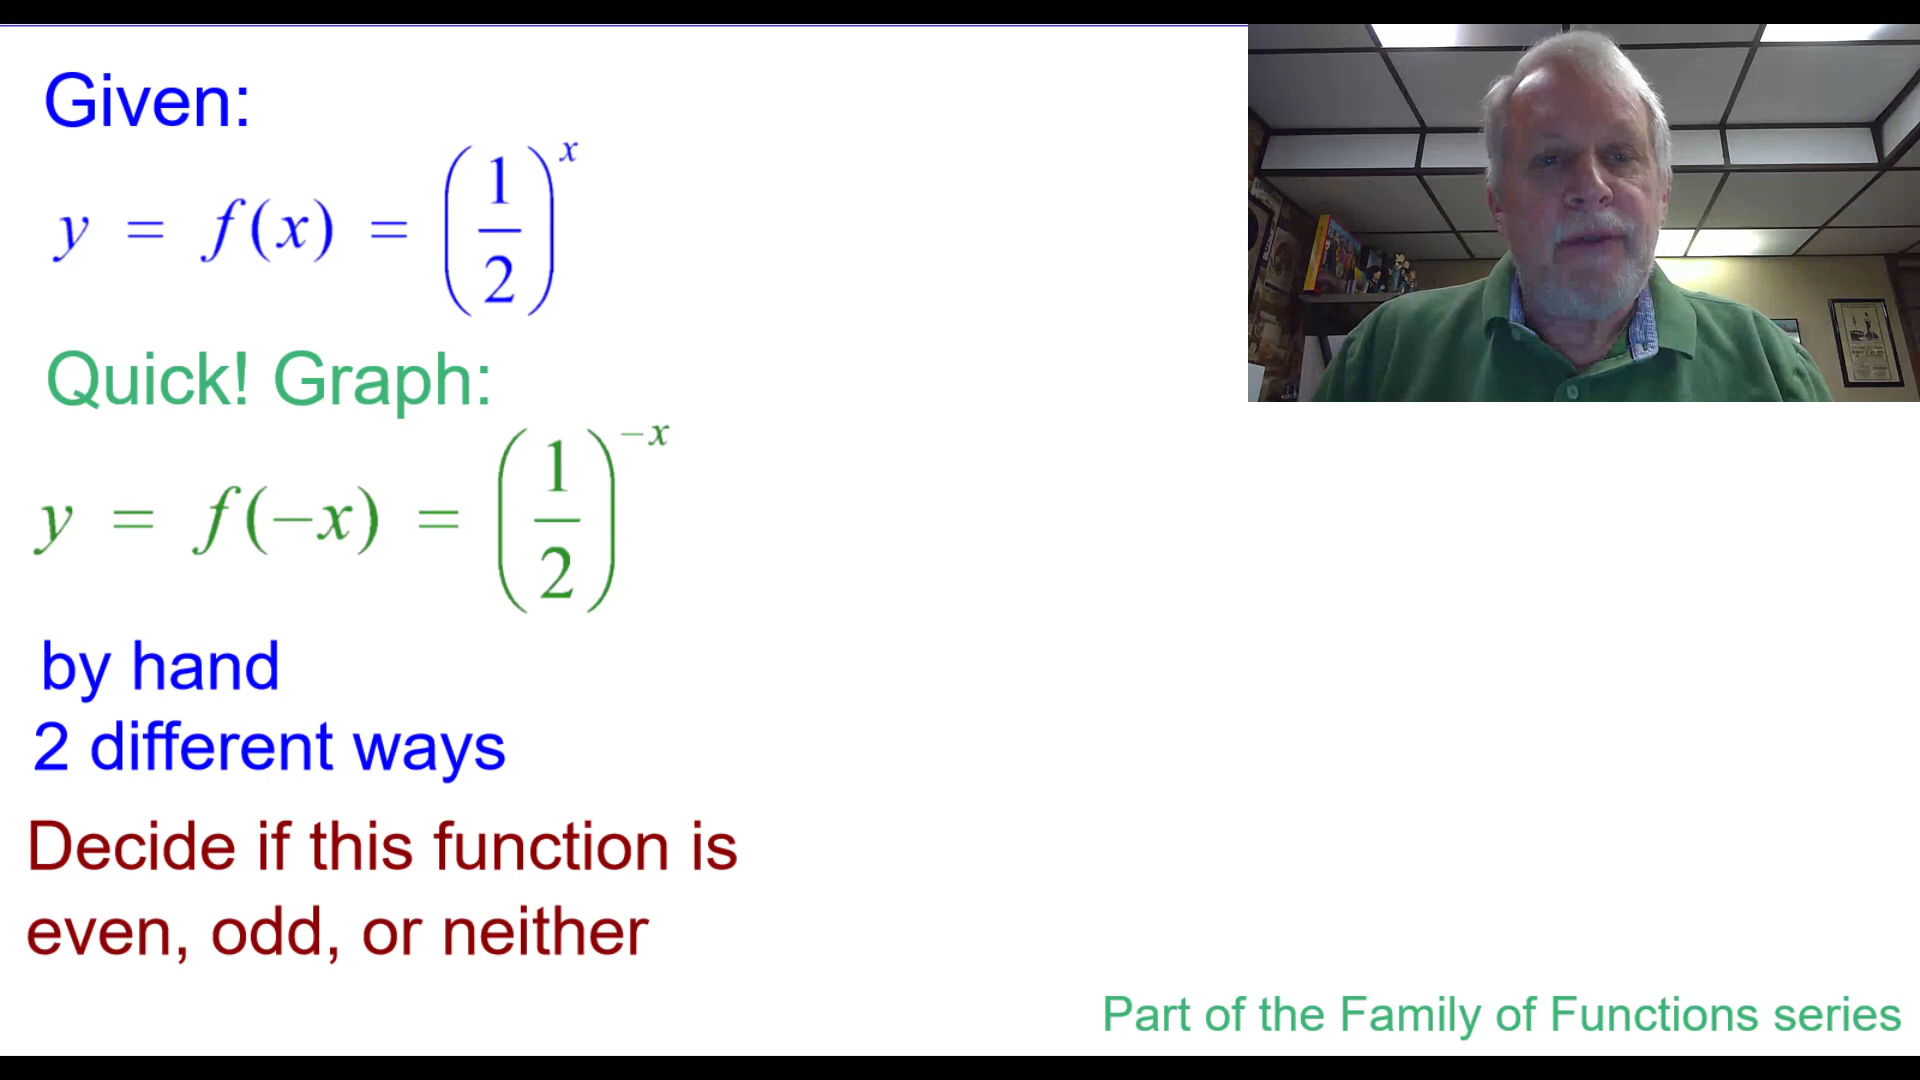 Given:
y = f(x) = (1/2)^x
Quick! Graph:
y = f(−x) = (1/2)^−x
by hand
2 different ways
Decide if this function is
even, odd, or neither
Part of the Family of Functions series